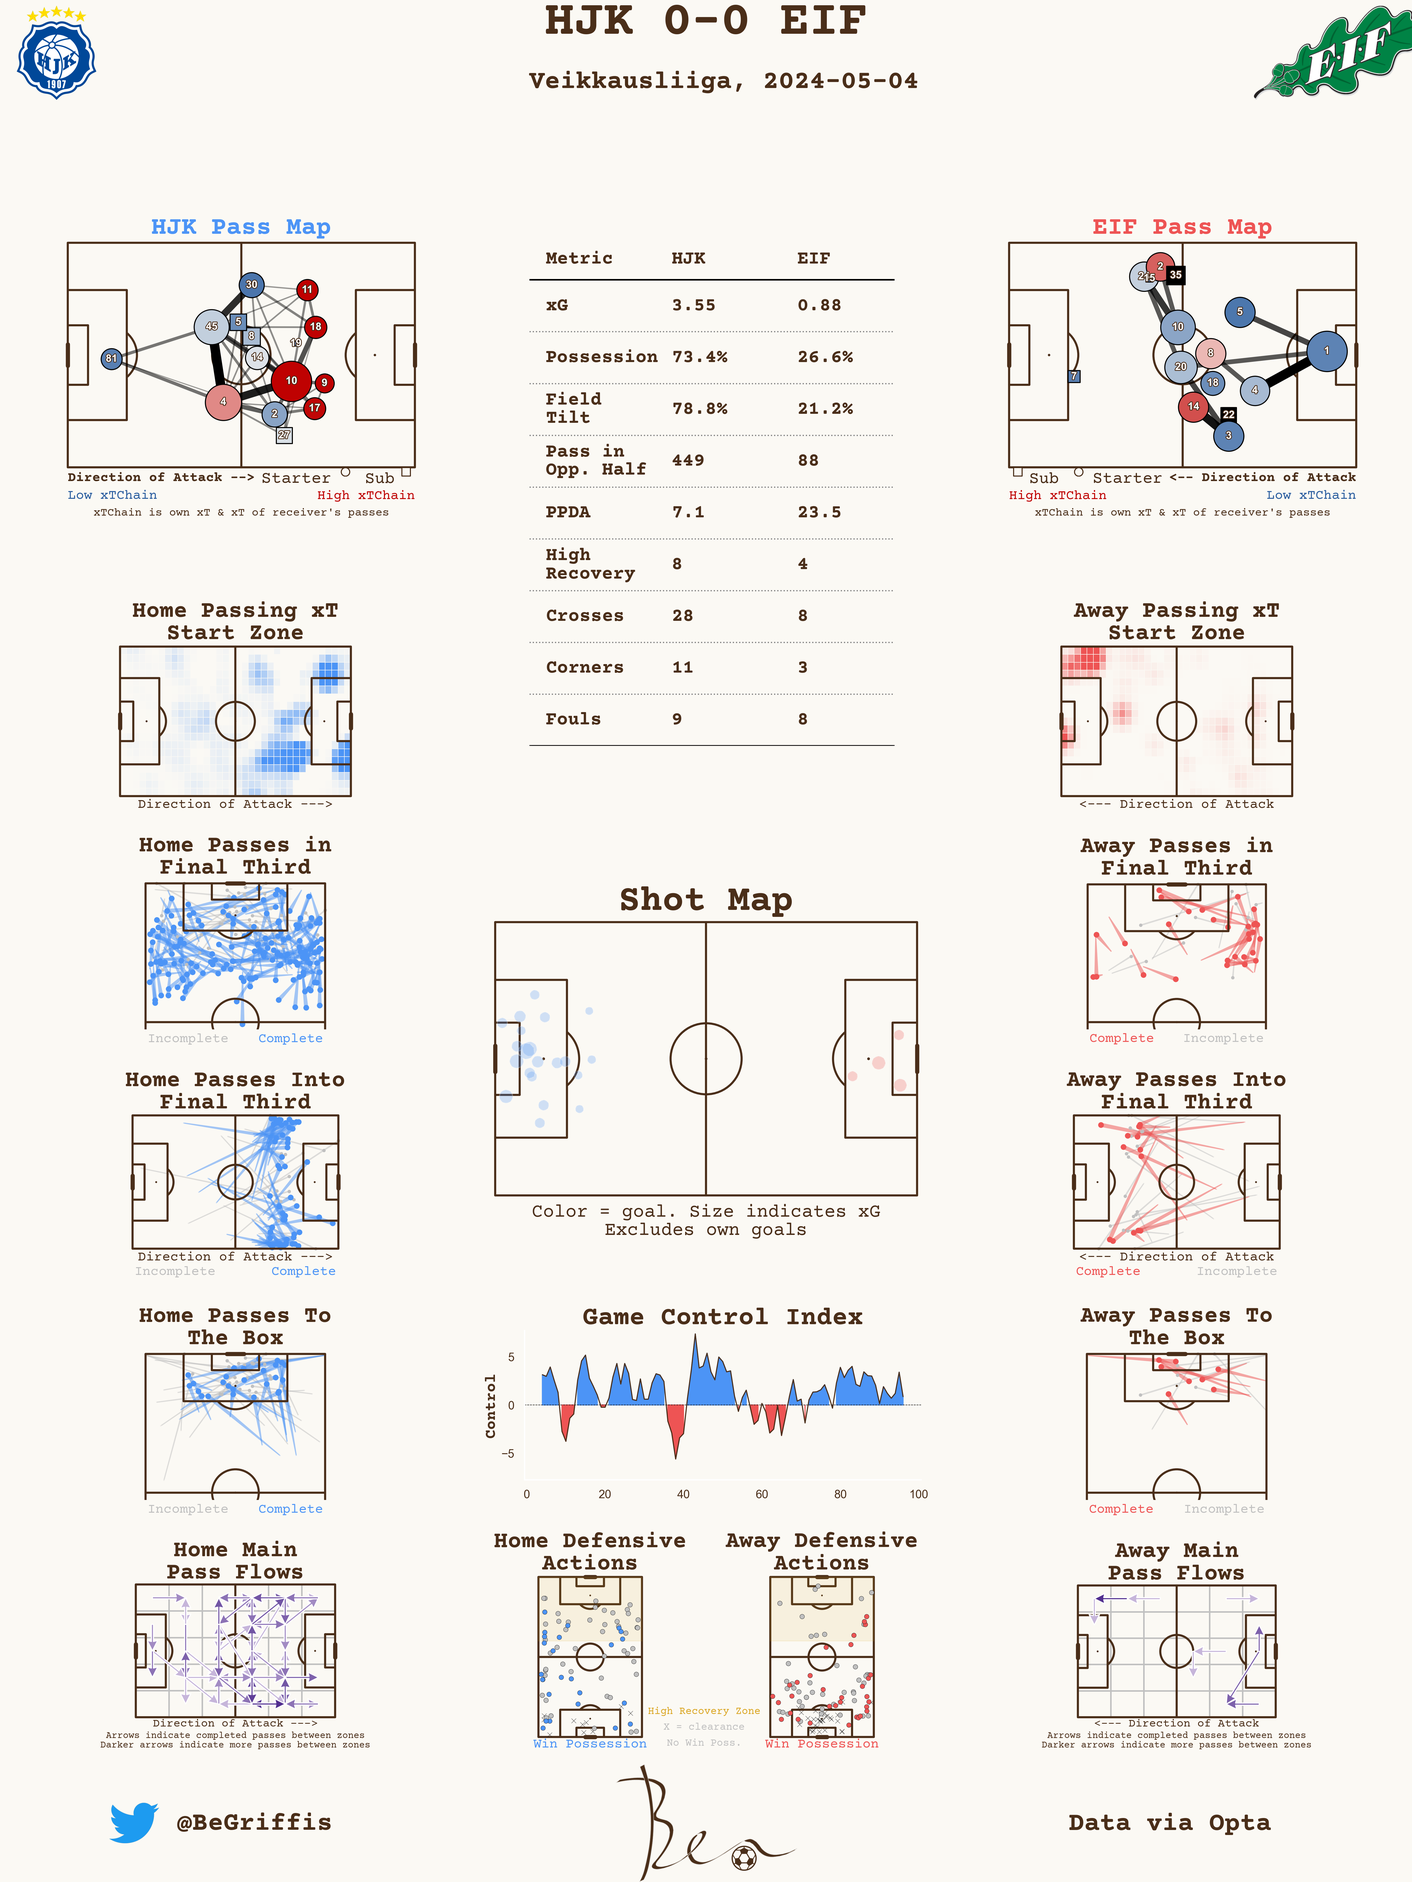 HJK 0-0 EIF
Veikkausliiga, 2024-05-04
HJK
1907
E·I·F
HJK Pass Map
30
11
5
45
18
8
19
14
81
10
9
4
17
2
27
Direction of Attack --> Starter Sub
Low xTChain High xTChain
xTChain is own xT & xT of receiver's passes
Metric HJK EIF
xG 3.55 0.88
Possession 73.4% 26.6%
Field
Tilt 78.8% 21.2%
Pass in
Opp. Half 449 88
PPDA 7.1 23.5
High
Recovery 8 4
Crosses 28 8
Corners 11 3
Fouls 9 8
EIF Pass Map
2
35
15
5
10
8
1
20
7
18
4
14
22
3
Sub Starter <-- Direction of Attack
High xTChain Low xTChain
xTChain is own xT & xT of receiver's passes
Home Passing xT
Start Zone
Direction of Attack --->
Away Passing xT
Start Zone
<--- Direction of Attack
Home Passes in
Final Third
Incomplete Complete
Away Passes in
Final Third
Complete Incomplete
Shot Map
Color = goal. Size indicates xG
Excludes own goals
Home Passes Into
Final Third
Direction of Attack --->
Incomplete Complete
Away Passes Into
Final Third
<--- Direction of Attack
Complete Incomplete
Home Passes To
The Box
Incomplete Complete
Game Control Index
Control
5
0
−5
0 20 40 60 80 100
Away Passes To
The Box
Complete Incomplete
Home Main
Pass Flows
Direction of Attack --->
Arrows indicate completed passes between zones
Darker arrows indicate more passes between zones
Home Defensive
Actions
Win Possession
High Recovery Zone
X = clearance
No Win Poss.
Away Defensive
Actions
Win Possession
Away Main
Pass Flows
<--- Direction of Attack
Arrows indicate completed passes between zones
Darker arrows indicate more passes between zones
@BeGriffis
Ben
Data via Opta